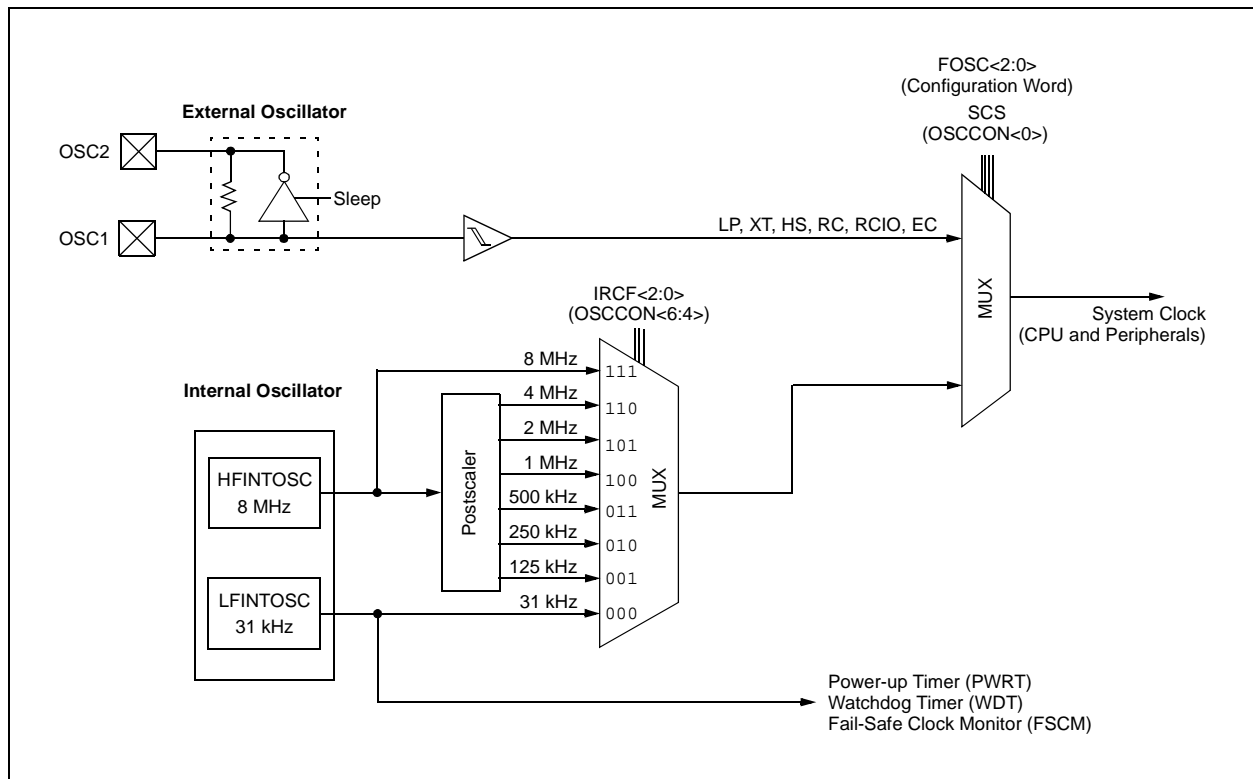 FOSC<2:0>
(Configuration Word)
SCS
(OSCCON<0>)
External Oscillator
OSC2
Sleep
OSC1
LP, XT, HS, RC, RCIO, EC
IRCF<2:0>
(OSCCON<6:4>)
MUX
System Clock
(CPU and Peripherals)
Internal Oscillator
HFINTOSC
8 MHz
LFINTOSC
31 kHz
Postscaler
8 MHz
4 MHz
2 MHz
1 MHz
500 kHz
250 kHz
125 kHz
31 kHz
111
110
101
100
011
010
001
000
MUX
Power-up Timer (PWRT)
Watchdog Timer (WDT)
Fail-Safe Clock Monitor (FSCM)